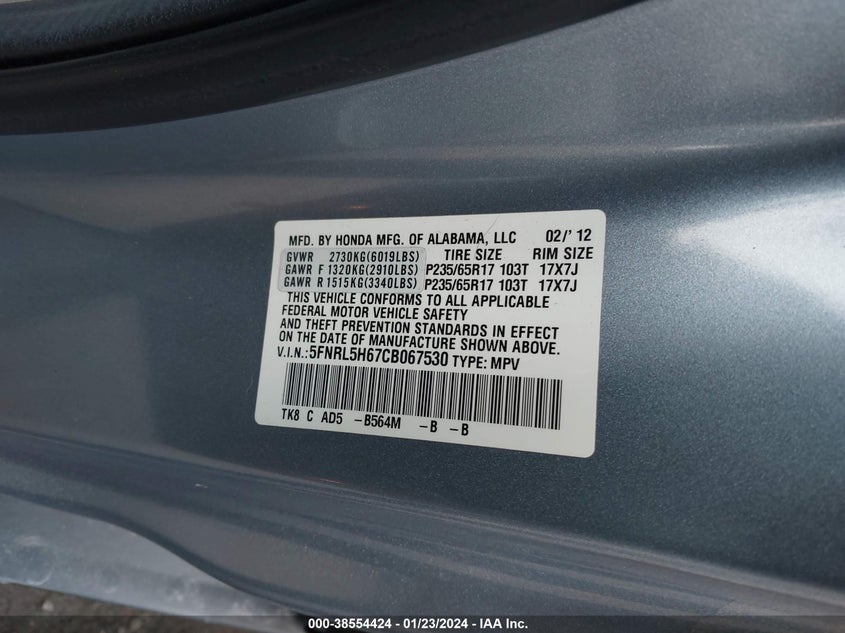 MFD. BY HONDA MFG. OF ALABAMA, LLC 02/'12
GVWR 2730KG(6019LBS) TIRE SIZE RIM SIZE
GAWR F 1320KG(2910LBS) P235/65R17 103T 17X7J
GAWR R 1515KG(3340LBS) P235/65R17 103T 17X7J
THIS VEHICLE CONFORMS TO ALL APPLICABLE
FEDERAL MOTOR VEHICLE SAFETY
AND THEFT PREVENTION STANDARDS IN EFFECT
ON THE DATE OF MANUFACTURE SHOWN ABOVE.
V.I.N.: 5FNRL5H67CB067530 TYPE: MPV
TK8 C AD5 -B564M -B -B
000-38554424 - 01/23/2024 - IAA Inc.